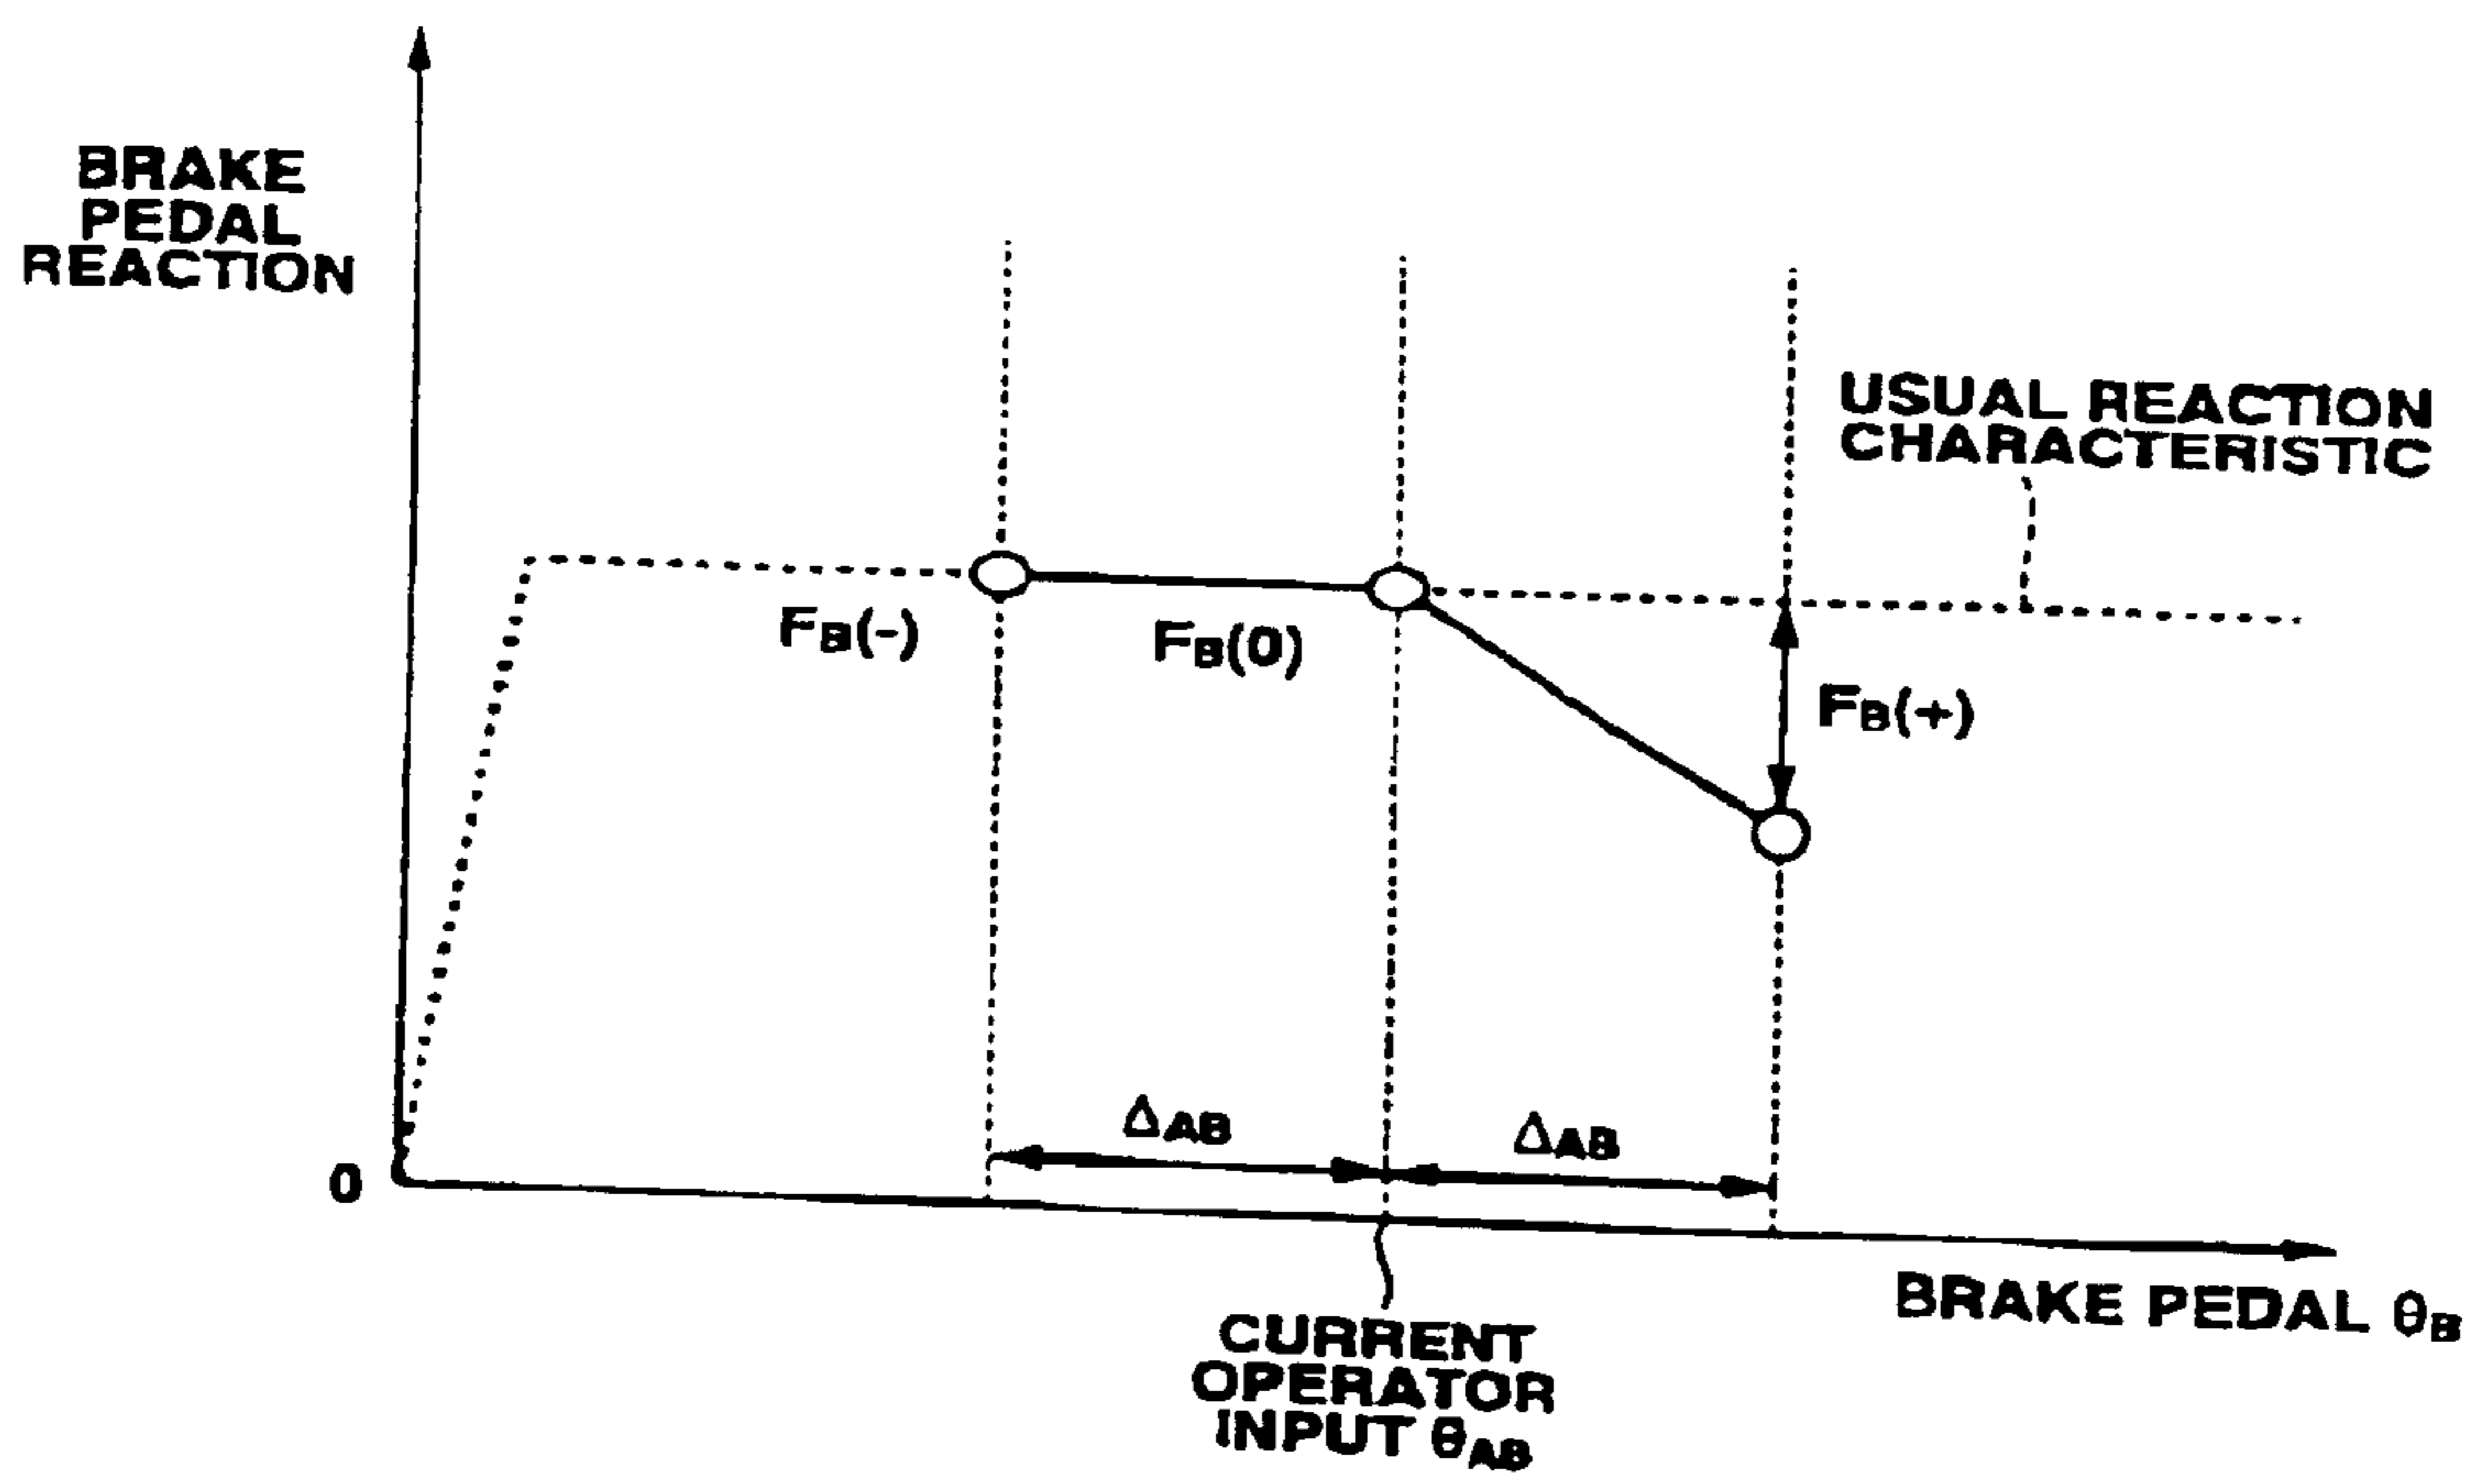 BRAKE
PEDAL
REACTION
USUAL REACTION
CHARACTERISTIC
FB(-)
FB(0)
FB(+)
ΔAB
ΔAB
0
BRAKE PEDAL θB
CURRENT
OPERATOR
INPUT θAB